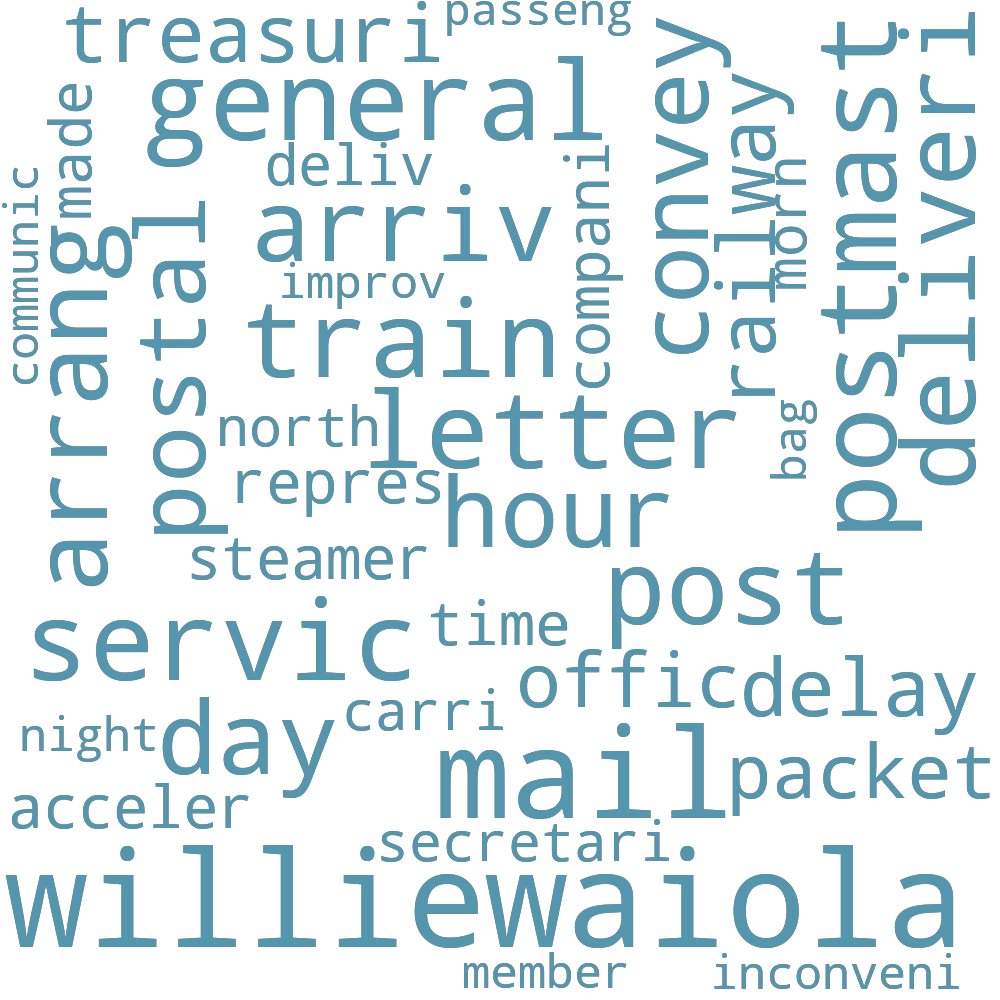 treasuri
passeng
general
convey
railway
postmast
deliveri
made
deliv
communic
arrang
postal
arriv
compani
morn
improv
train
north
letter
bag
repres
hour
steamer
post
servic
time
offic
delay
night
day
carri
mail
packet
acceler
secretari
williewaiola
member
inconveni